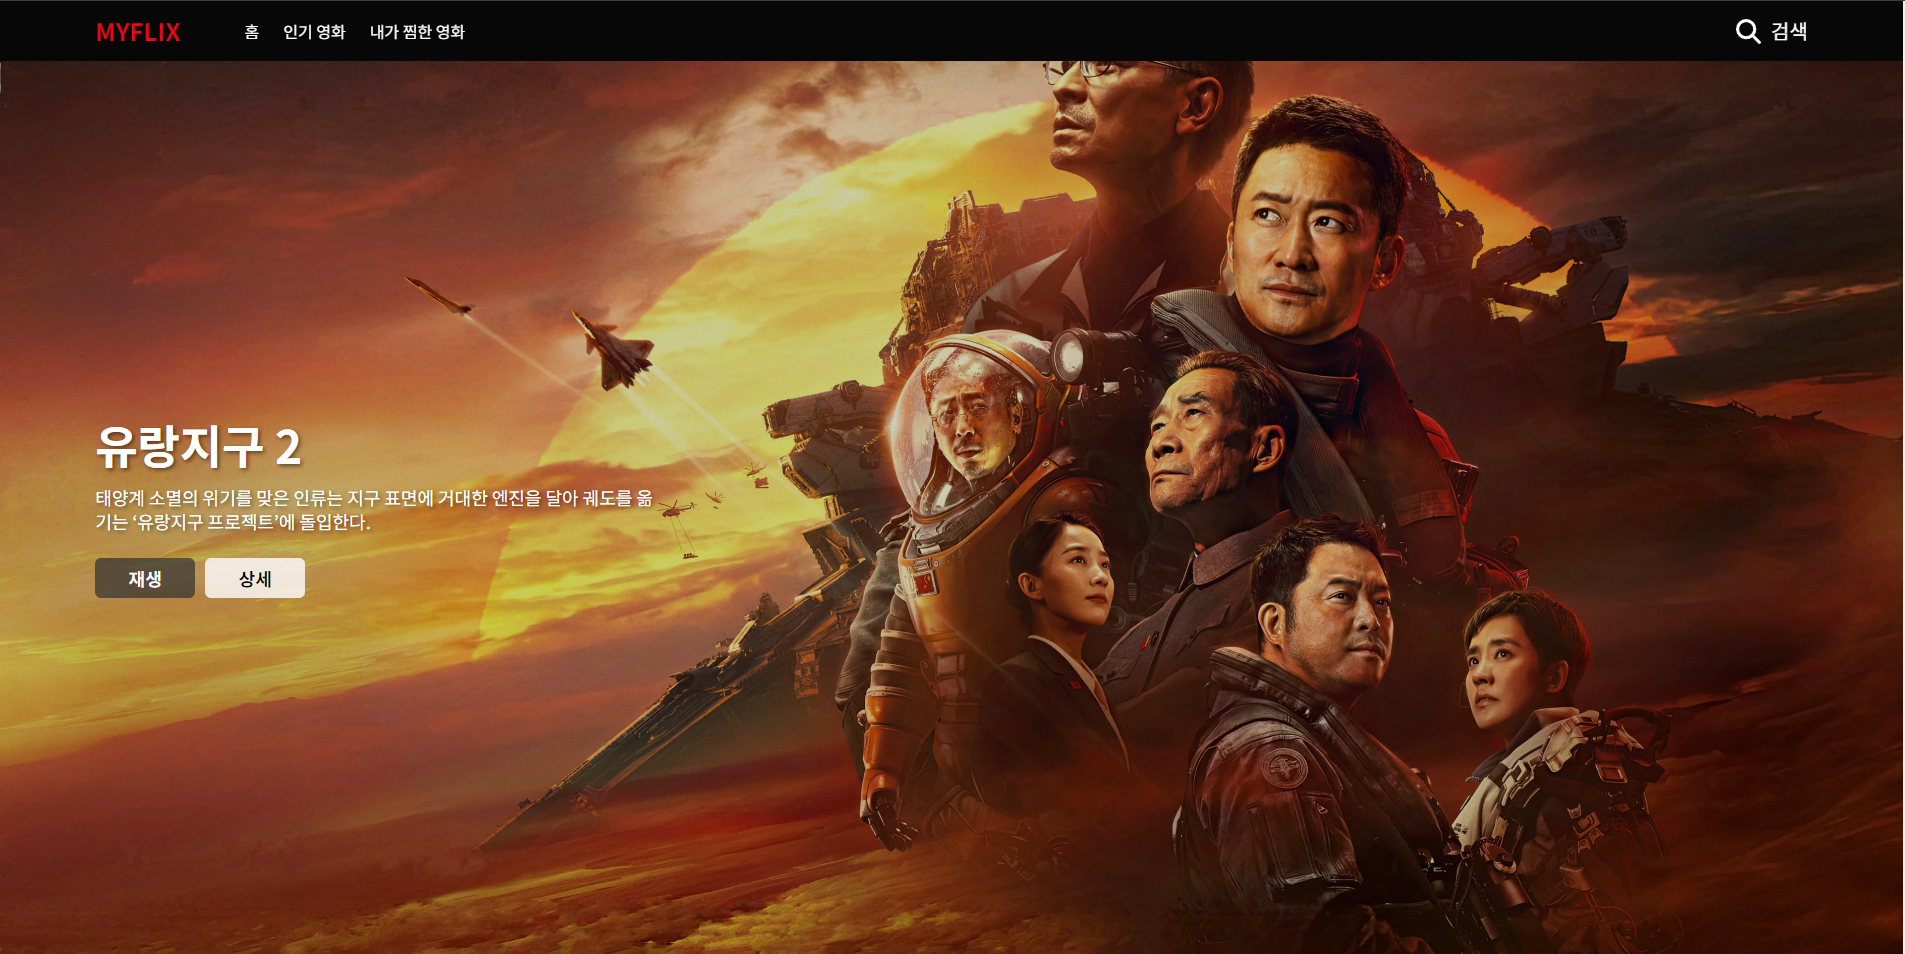 MYFLIX 홈 인기 영화 내가 찜한 영화 검색
유랑지구 2
태양계 소멸의 위기를 맞은 인류는 지구 표면에 거대한 엔진을 달아 궤도를 옮
기는 ‘유랑지구 프로젝트’에 돌입한다.
재생 상세